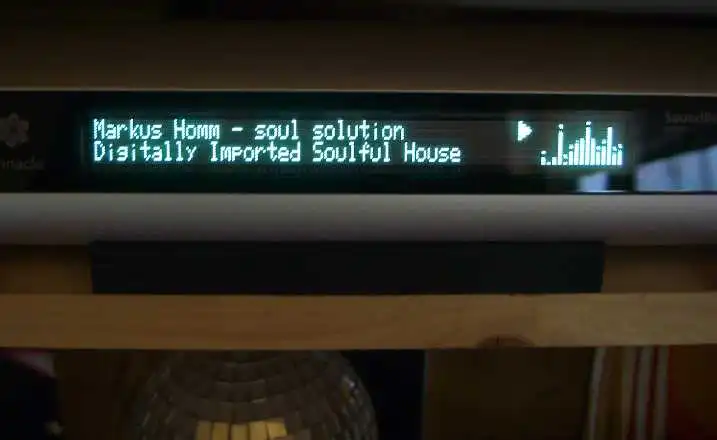 Markus Homm - soul solution
Digitally Imported Soulful House